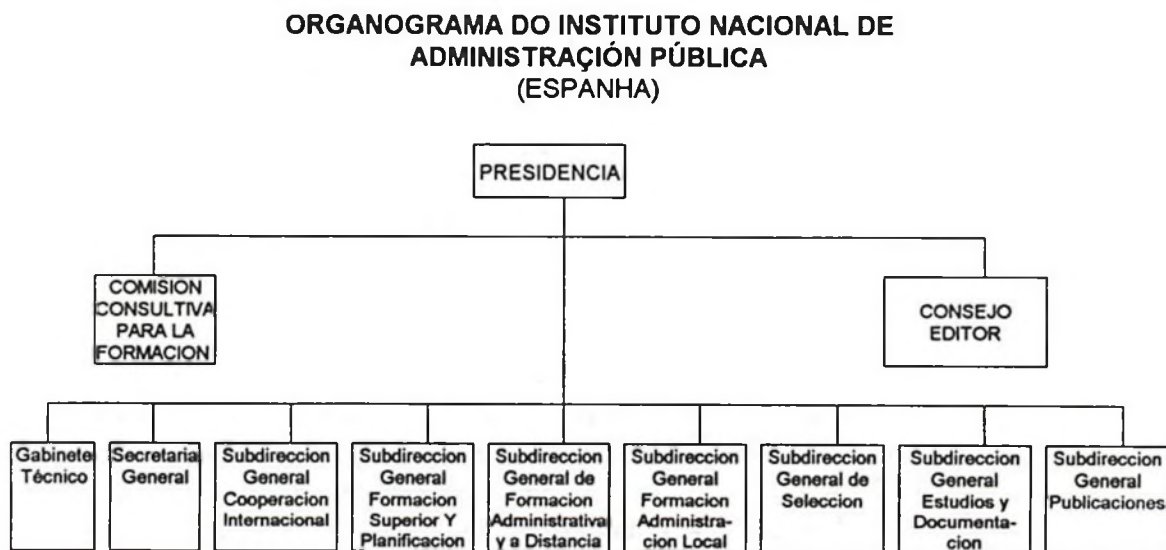 ORGANOGRAMA DO INSTITUTO NACIONAL DE
ADMINISTRAÇIÓN PÚBLICA
(ESPANHA)
PRESIDENCIA
COMISION
CONSULTIVA
PARA LA
FORMACION
CONSEJO
EDITOR
Gabinete
Técnico
Secretaria
General
Subdireccion
General
Cooperacion
Internacional
Subdireccion
General
Formacion
Superior Y
Planificacion
Subdireccion
General de
Formacion
Administrativa
y a Distancia
Subdireccion
General
Formacion
Administra-
cion Local
Subdireccion
General de
Seleccion
Subdireccion
General
Estudios y
Documenta-
cion
Subdireccion
General
Publicaciones